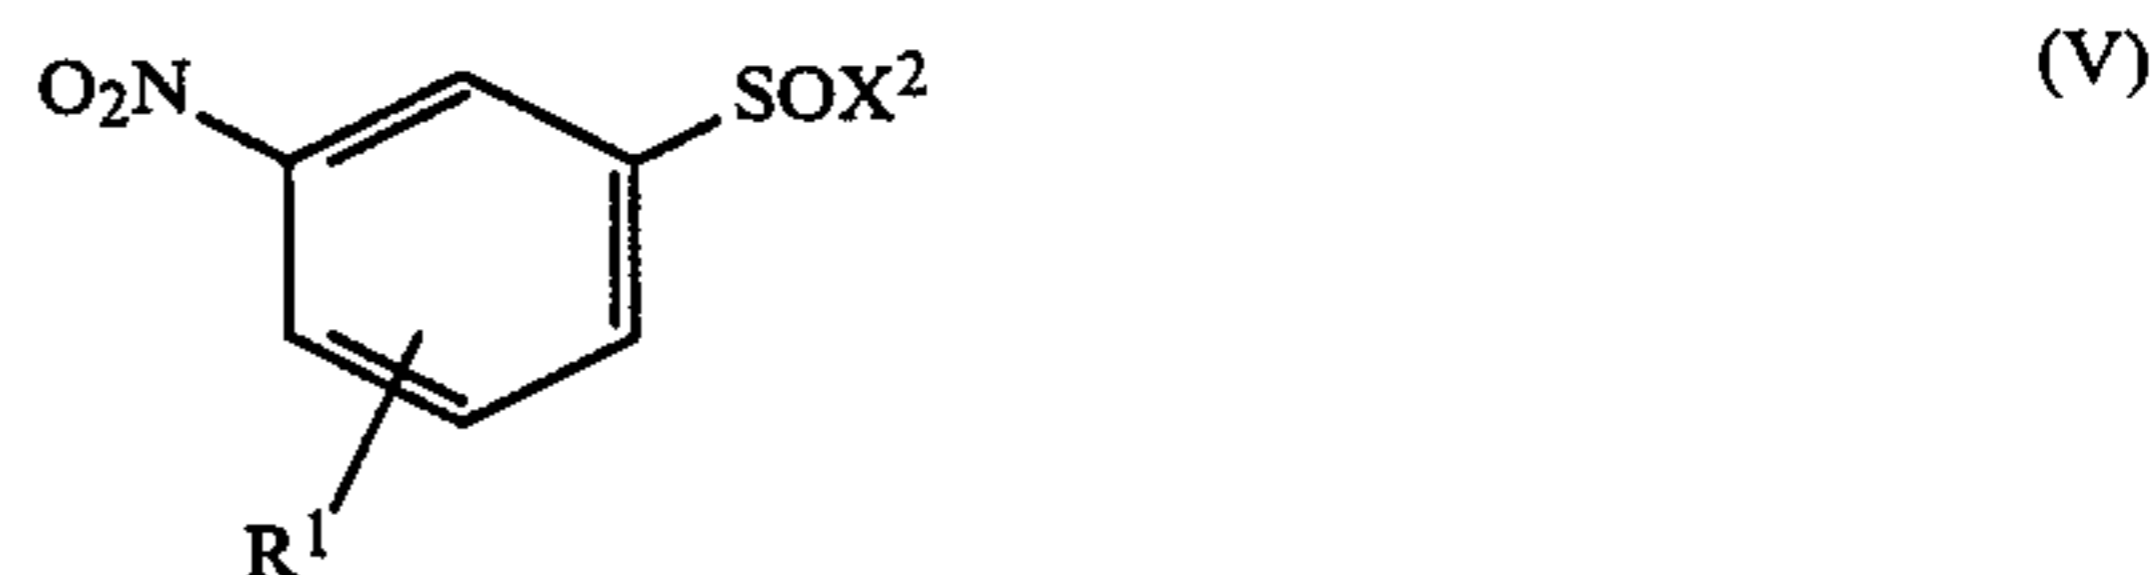 O₂N
SOX²
(V)
R¹